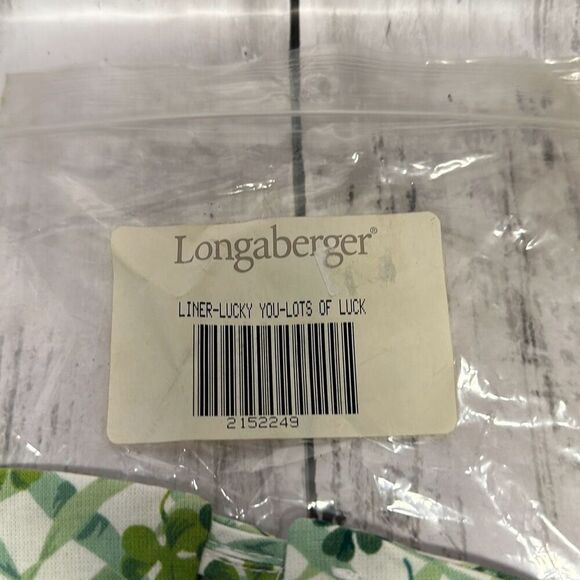 Longaberger®
LINER-LUCKY YOU-LOTS OF LUCK
2152249